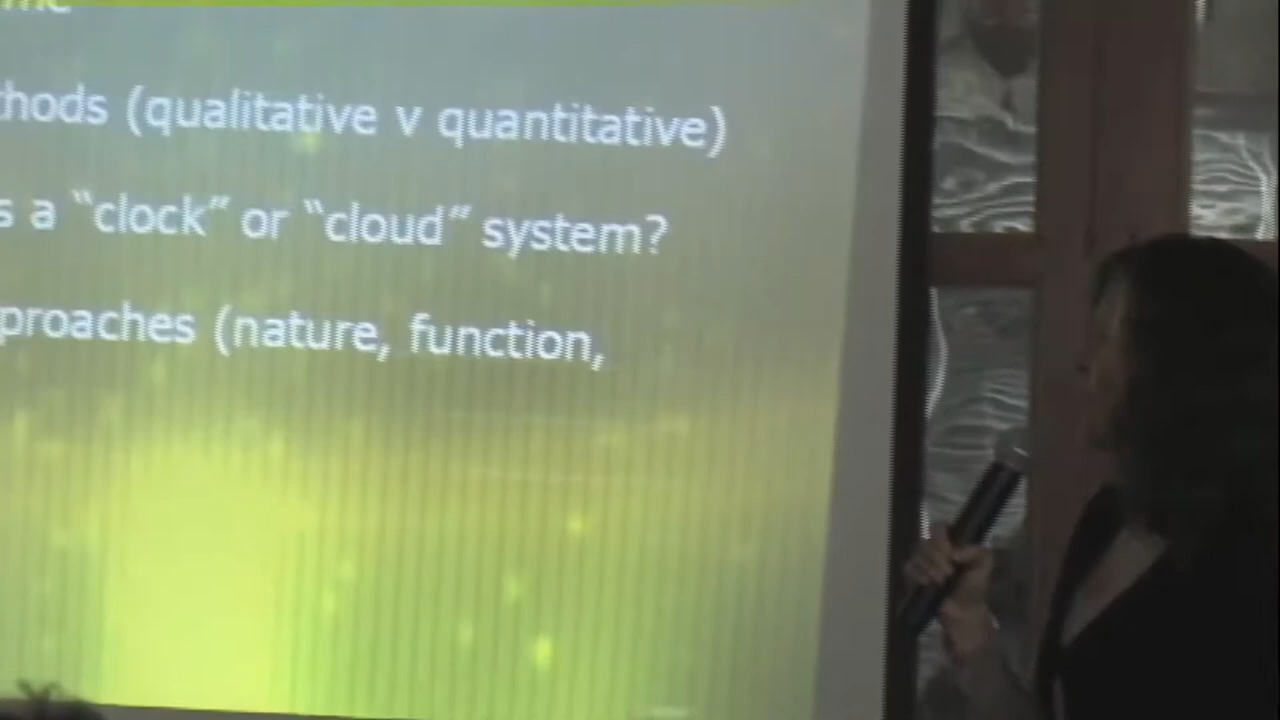 thods (qualitative v quantitative)
s a “clock” or “cloud” system?
proaches (nature, function,